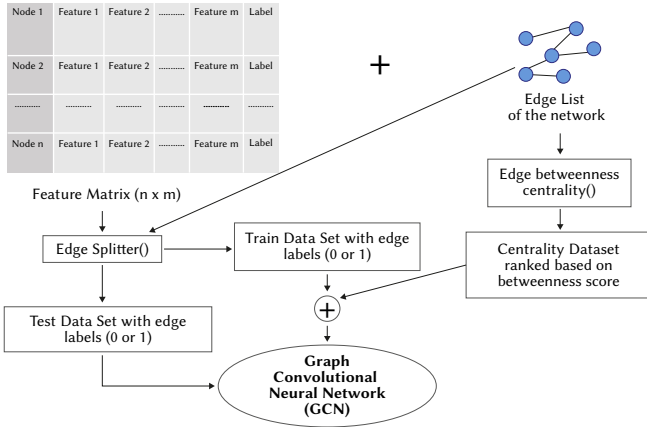 Node 1 Feature 1 Feature 2 ........... Feature m Label
Node 2 Feature 1 Feature 2 ........... Feature m Label
........... ........... ........... ........... ...........
Node n Feature 1 Feature 2 ........... Feature m Label
Feature Matrix (n x m)
+
Edge List
of the network
Edge betweenness
centrality()
Edge Splitter()
Train Data Set with edge
labels (0 or 1)
Centrality Dataset
ranked based on
betweenness score
+
Test Data Set with edge
labels (0 or 1)
Graph
Convolutional
Neural Network
(GCN)